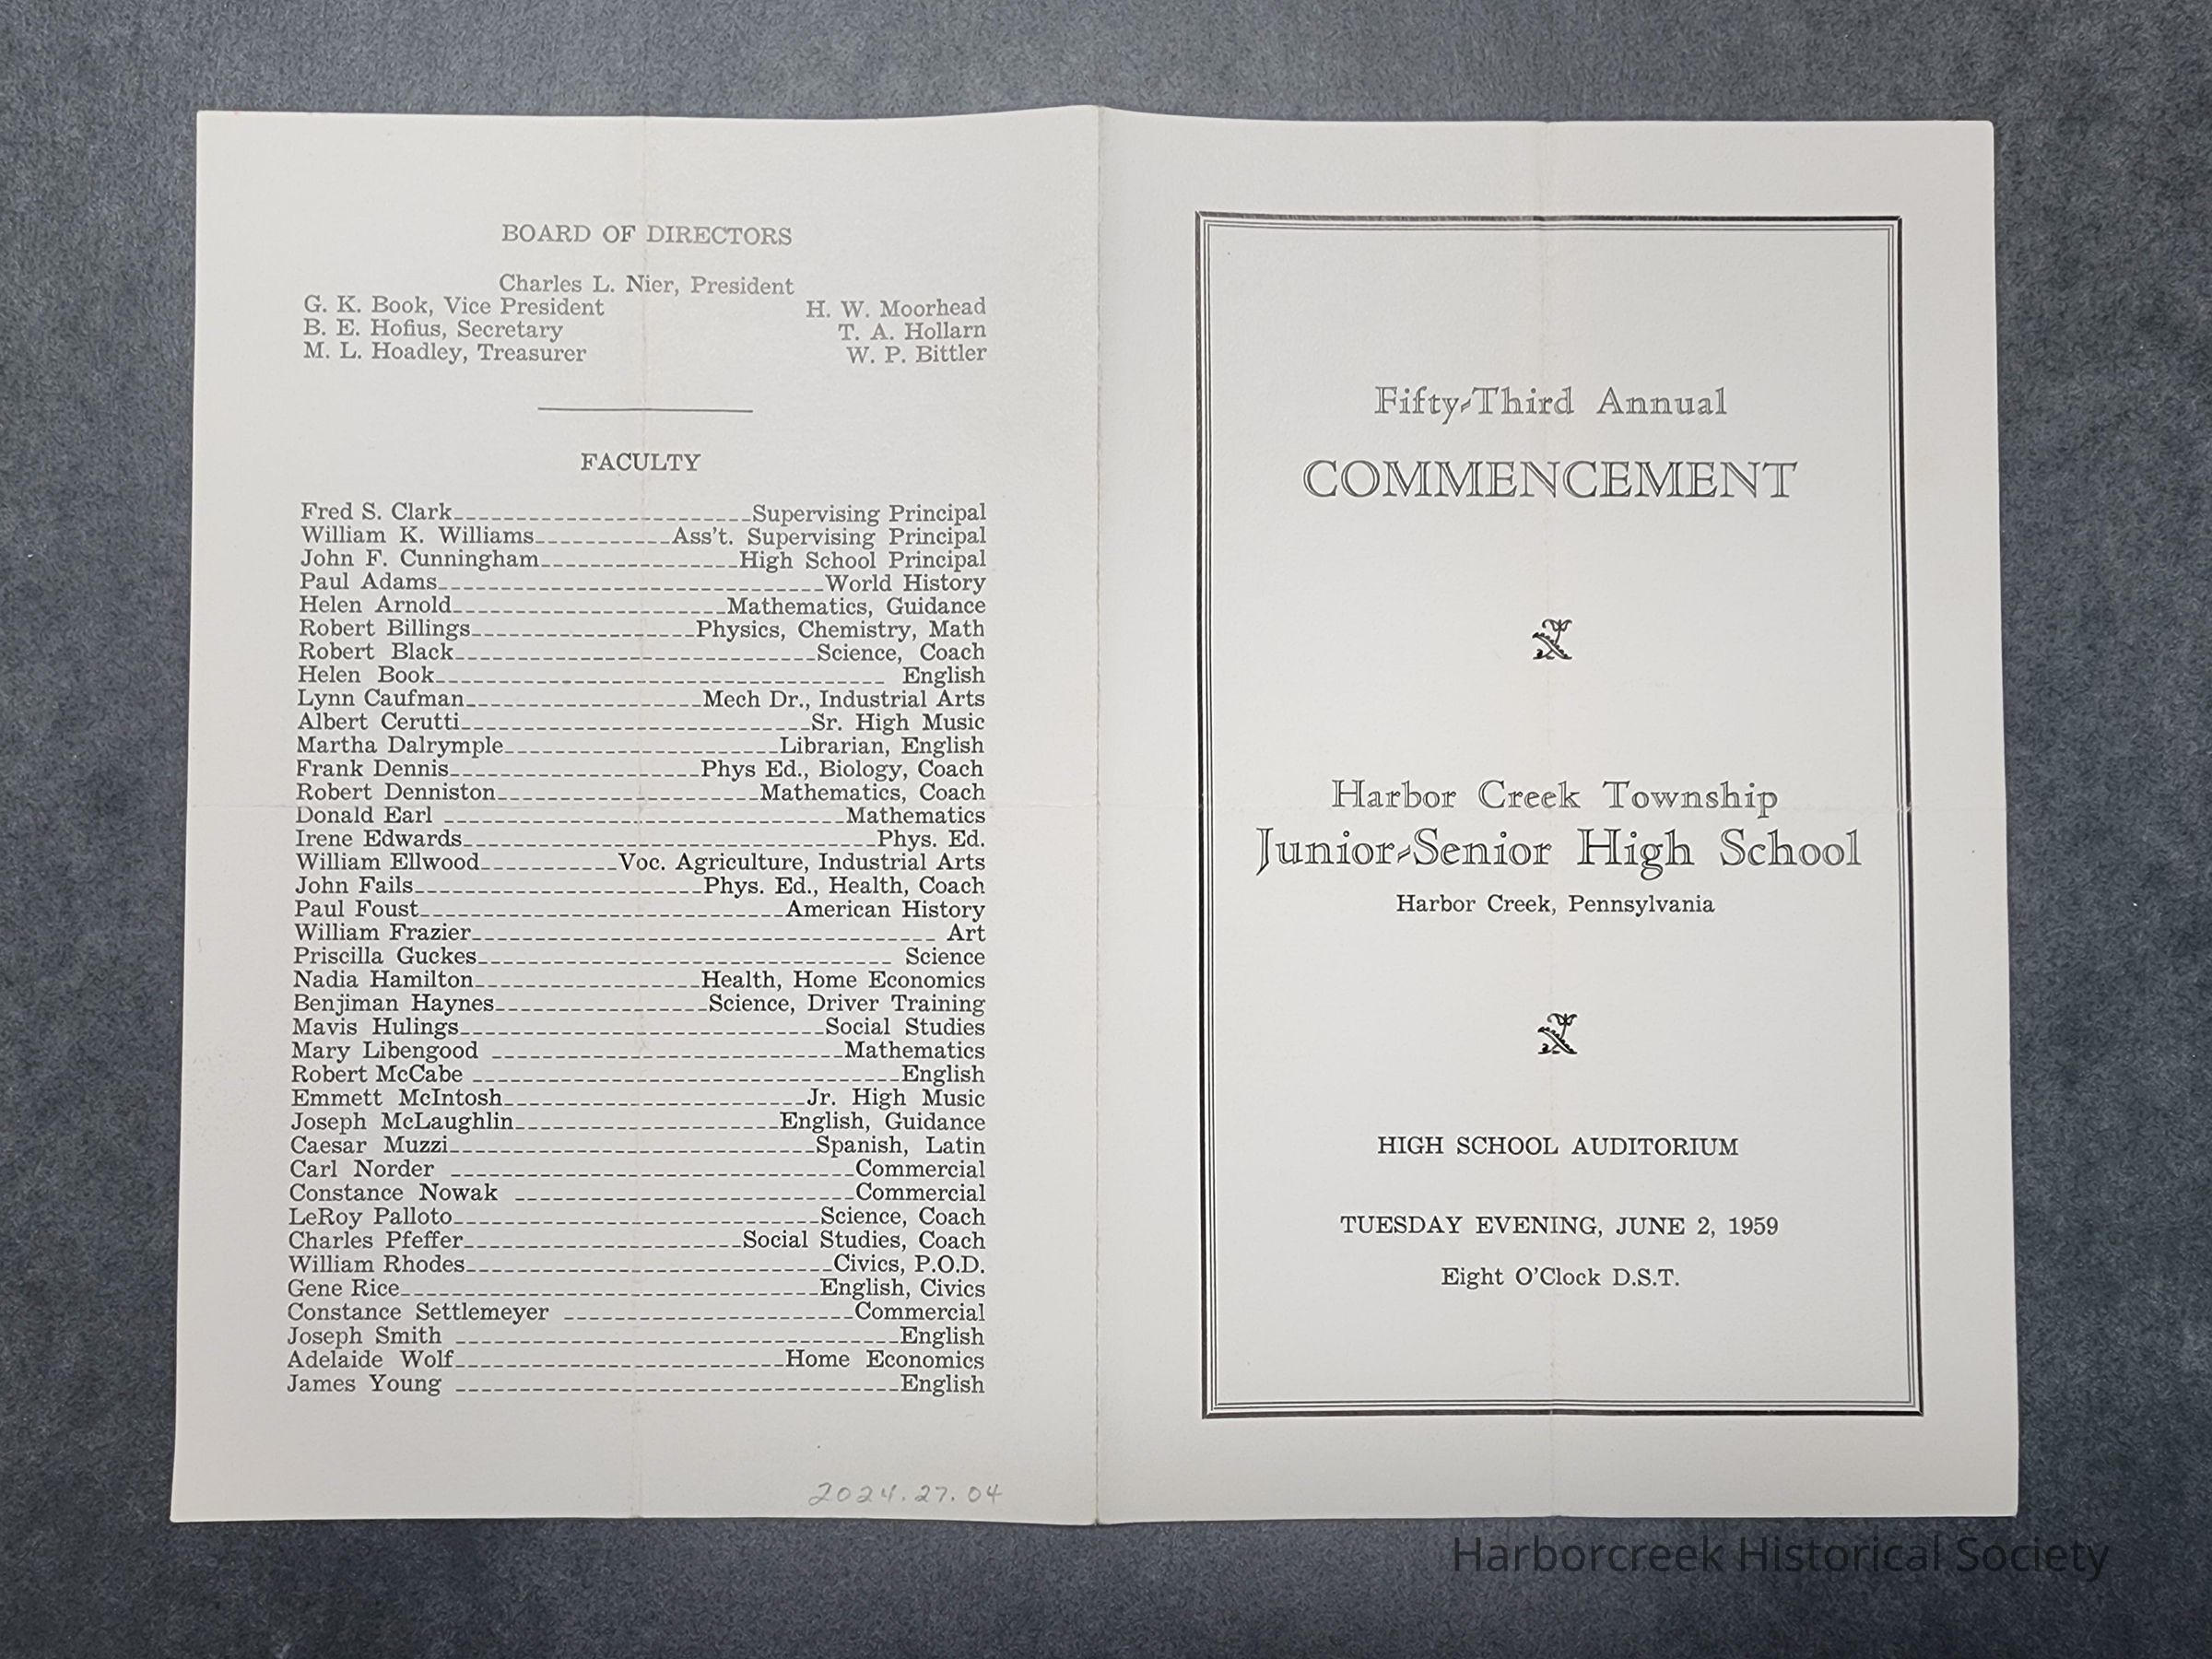 BOARD OF DIRECTORS
Charles L. Nier, President
G. K. Book, Vice President H. W. Moorhead
B. E. Hofius, Secretary T. A. Hollarn
M. L. Hoadley, Treasurer W. P. Bittler
FACULTY
Fred S. Clark Supervising Principal
William K. Williams Ass't. Supervising Principal
John F. Cunningham High School Principal
Paul Adams World History
Helen Arnold Mathematics, Guidance
Robert Billings Physics, Chemistry, Math
Robert Black Science, Coach
Helen Book English
Lynn Caufman Mech Dr., Industrial Arts
Albert Cerutti Sr. High Music
Martha Dalrymple Librarian, English
Frank Dennis Phys Ed., Biology, Coach
Robert Denniston Mathematics, Coach
Donald Earl Mathematics
Irene Edwards Phys. Ed.
William Ellwood Voc. Agriculture, Industrial Arts
John Fails Phys. Ed., Health, Coach
Paul Foust American History
William Frazier Art
Priscilla Guckes Science
Nadia Hamilton Health, Home Economics
Benjiman Haynes Science, Driver Training
Mavis Hulings Social Studies
Mary Libengood Mathematics
Robert McCabe English
Emmett McIntosh Jr. High Music
Joseph McLaughlin English, Guidance
Caesar Muzzi Spanish, Latin
Carl Norder Commercial
Constance Nowak Commercial
LeRoy Palloto Science, Coach
Charles Pfeffer Social Studies, Coach
William Rhodes Civics, P.O.D.
Gene Rice English, Civics
Constance Settlemeyer Commercial
Joseph Smith English
Adelaide Wolf Home Economics
James Young English
2024.27.04
Fifty-Third Annual
COMMENCEMENT
Harbor Creek Township
Junior-Senior High School
Harbor Creek, Pennsylvania
HIGH SCHOOL AUDITORIUM
TUESDAY EVENING, JUNE 2, 1959
Eight O'Clock D.S.T.
Harborcreek Historical Society